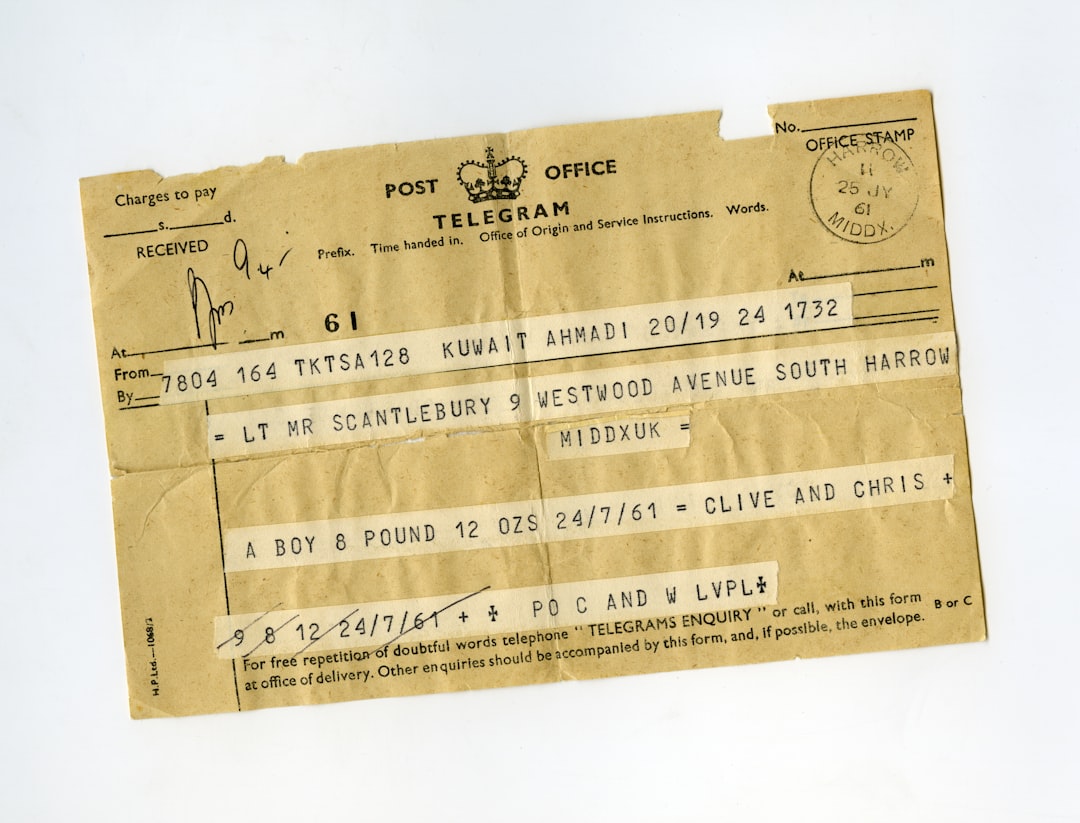 No.
OFFICE STAMP
HARROW
11
25 JY
61
MIDDX.
Charges to pay
s. d.
RECEIVED
POST OFFICE
TELEGRAM
Prefix. Time handed in. Office of Origin and Service Instructions. Words.
At m
61
At m
From
By
7804 164 TKTSA128 KUWAIT AHMADI 20/19 24 1732
= LT MR SCANTLEBURY 9 WESTWOOD AVENUE SOUTH HARROW
MIDDXUK =
A BOY 8 POUND 12 OZS 24/7/61 = CLIVE AND CHRIS +
9 8 12 24/7/61 + ✠ PO C AND W LVPL✠
For free repetition of doubtful words telephone "TELEGRAMS ENQUIRY" or call, with this form
at office of delivery. Other enquiries should be accompanied by this form, and, if possible, the envelope.
B or C
H.P.Ltd.—1068/2